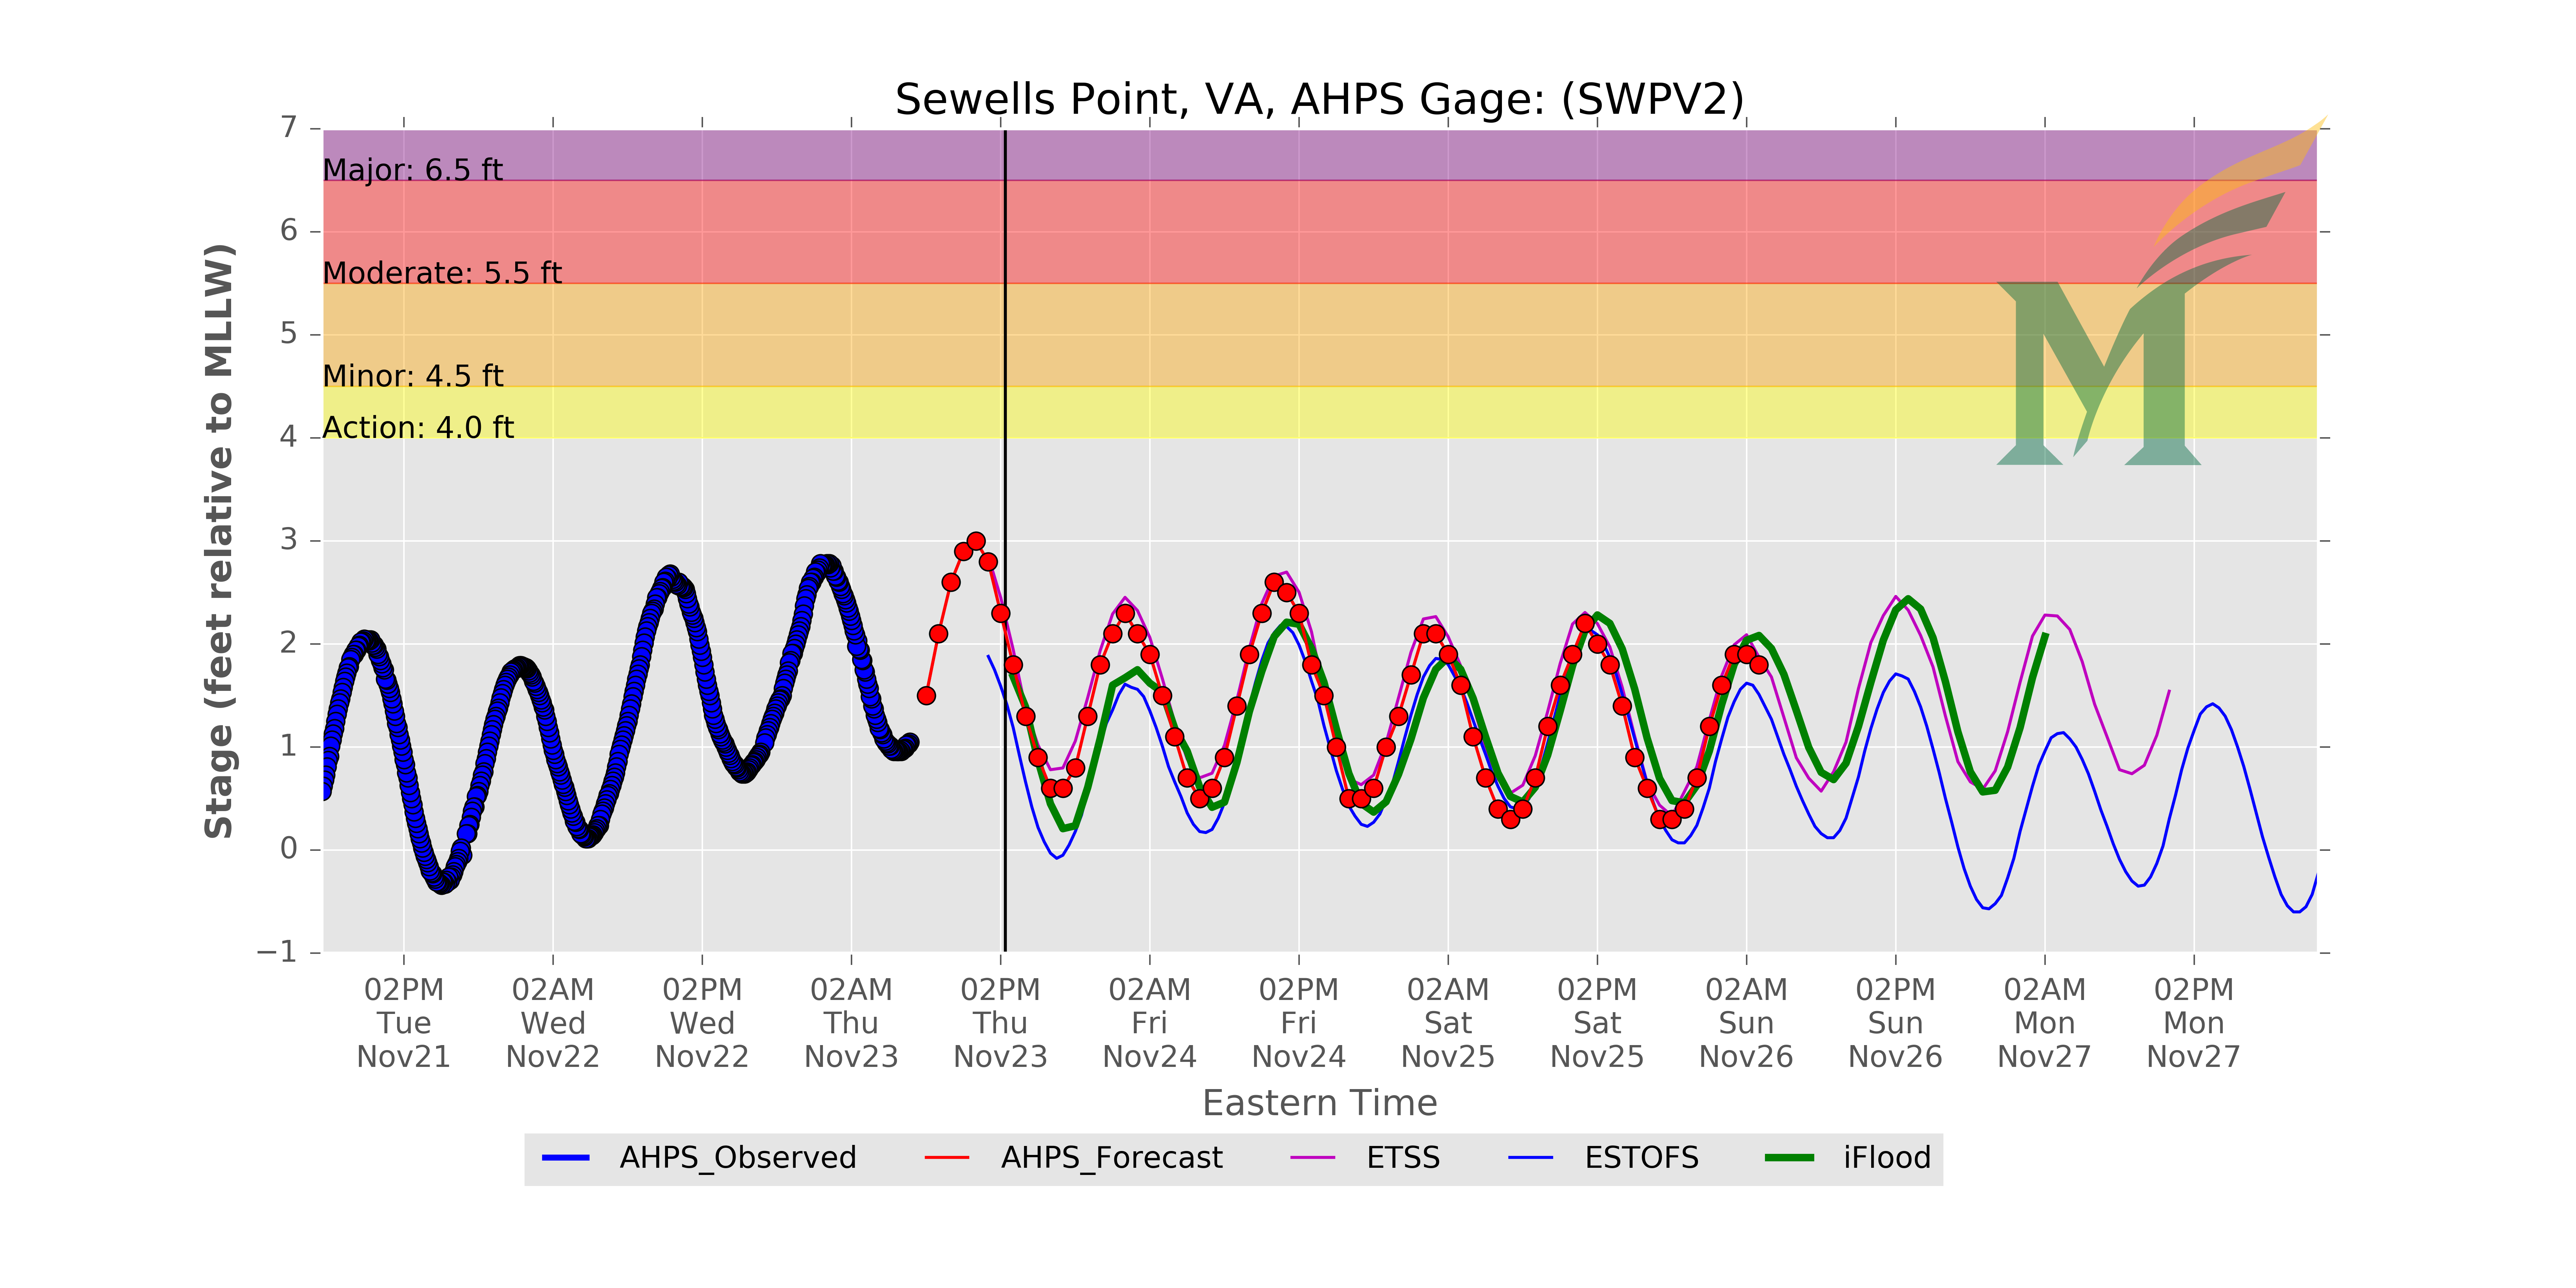 Sewells Point, VA, AHPS Gage: (SWPV2)
7
6
5
4
3
2
1
0
−1
Stage (feet relative to MLLW)
Major: 6.5 ft
Moderate: 5.5 ft
Minor: 4.5 ft
Action: 4.0 ft
02PM 02AM 02PM 02AM 02PM 02AM 02PM 02AM 02PM 02AM 02PM 02AM 02PM
Tue Wed Wed Thu Thu Fri Fri Sat Sat Sun Sun Mon Mon
Nov21 Nov22 Nov22 Nov23 Nov23 Nov24 Nov24 Nov25 Nov25 Nov26 Nov26 Nov27 Nov27
Eastern Time
AHPS_Observed AHPS_Forecast ETSS ESTOFS iFlood
M